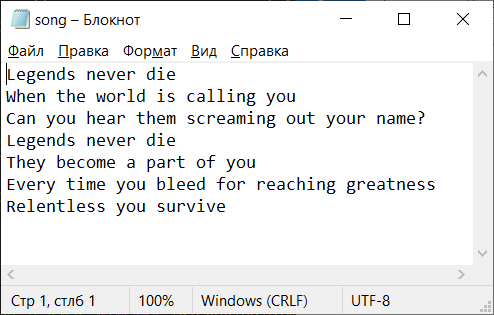 song – Блокнот
Файл Правка Формат Вид Справка
Legends never die
When the world is calling you
Can you hear them screaming out your name?
Legends never die
They become a part of you
Every time you bleed for reaching greatness
Relentless you survive
Стр 1, стлб 1 100% Windows (CRLF) UTF-8